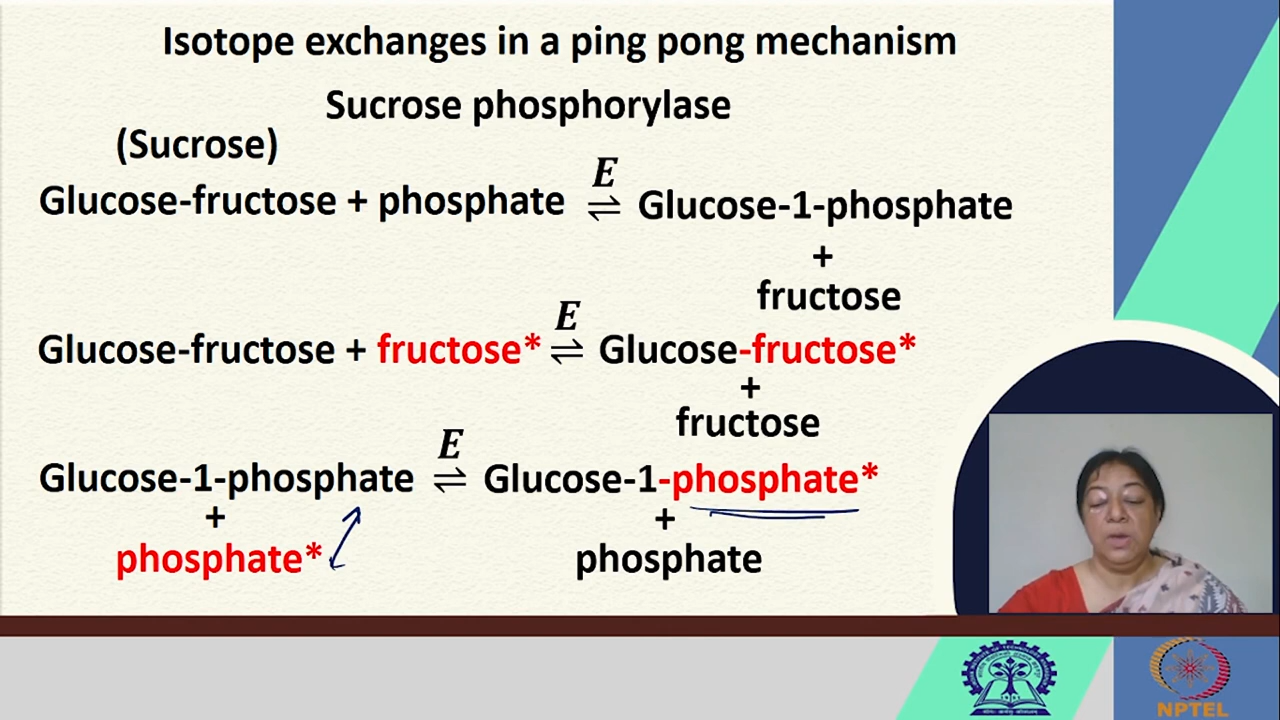 Isotope exchanges in a ping pong mechanism
Sucrose phosphorylase
(Sucrose)
Glucose-fructose + phosphate ⇌ Glucose-1-phosphate
E
+
fructose
Glucose-fructose + fructose* ⇌ Glucose-fructose*
E
+
fructose
Glucose-1-phosphate ⇌ Glucose-1-phosphate*
E
+ +
phosphate* phosphate
NPTEL